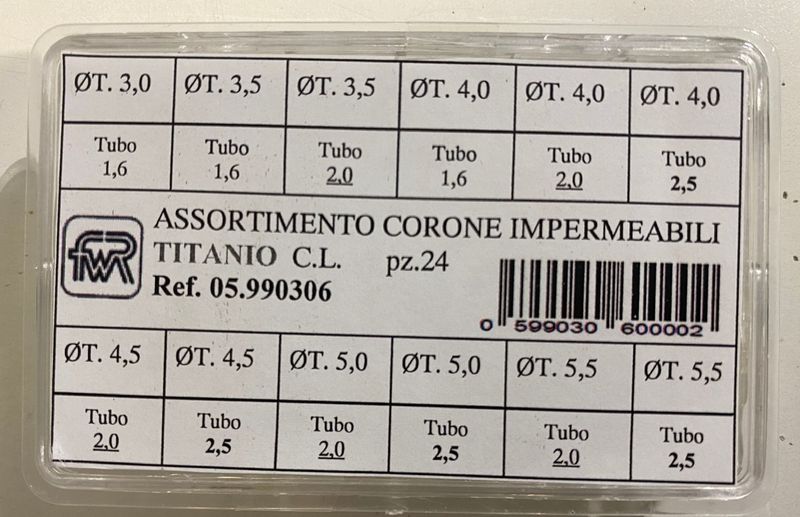 ØT. 3,0 ØT. 3,5 ØT. 3,5 ØT. 4,0 ØT. 4,0 ØT. 4,0
Tubo Tubo Tubo Tubo Tubo Tubo
1,6 1,6 2,0 1,6 2,0 2,5
ASSORTIMENTO CORONE IMPERMEABILI
TITANIO C.L. pz.24
Ref. 05.990306
0 599030 600002
ØT. 4,5 ØT. 4,5 ØT. 5,0 ØT. 5,0 ØT. 5,5 ØT. 5,5
Tubo Tubo Tubo Tubo Tubo Tubo
2,0 2,5 2,0 2,5 2,0 2,5